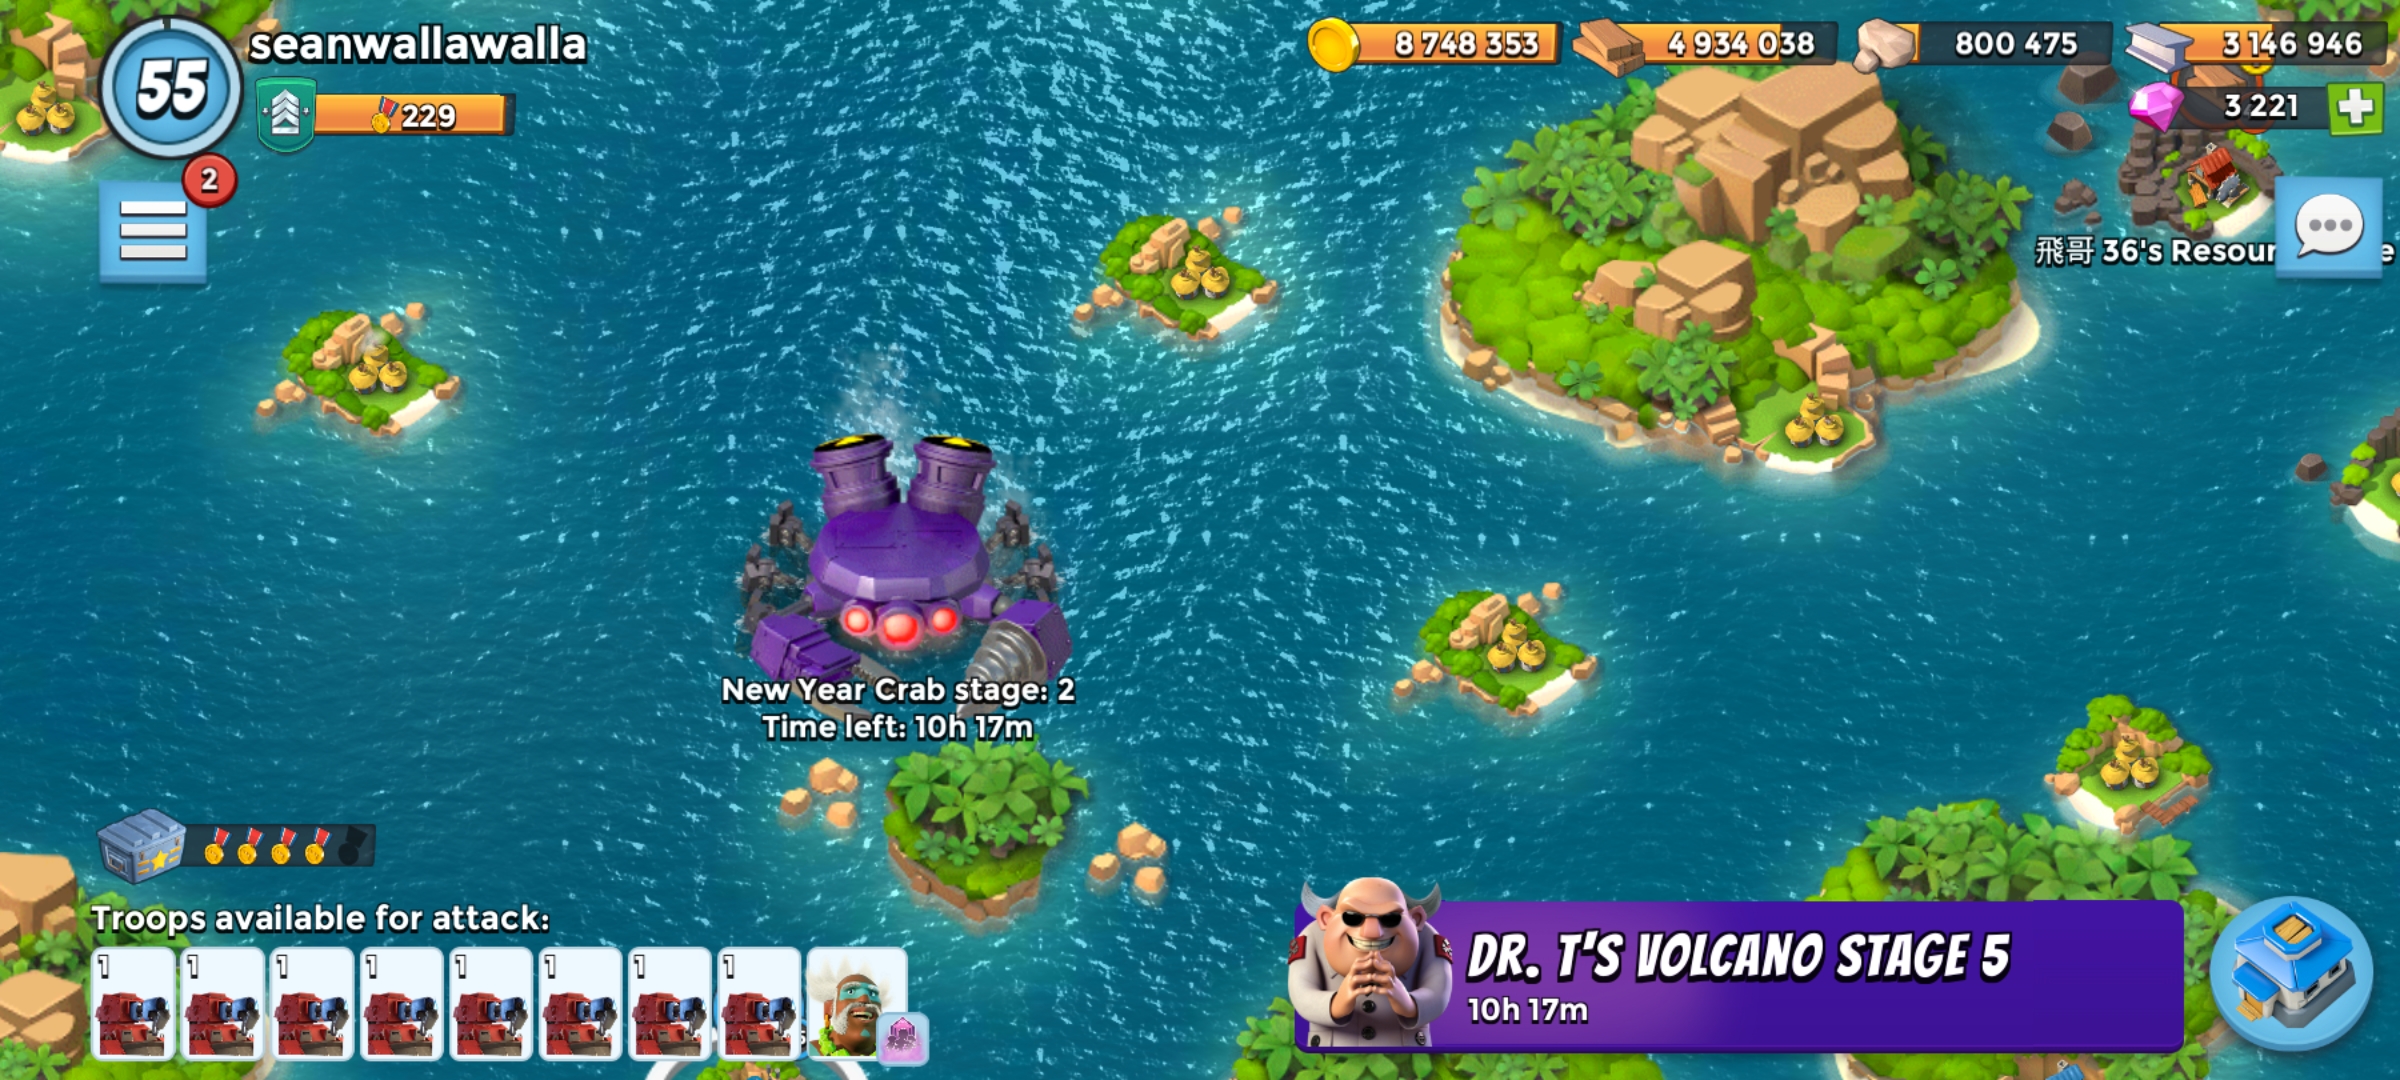 55
seanwallawalla
229
8 748 353
4 934 038
800 475
3 146 946
3 221
2
飛哥 36's Resour
New Year Crab stage: 2
Time left: 10h 17m
Troops available for attack:
1 1 1 1 1 1 1 1
DR. T'S VOLCANO STAGE 5
10h 17m